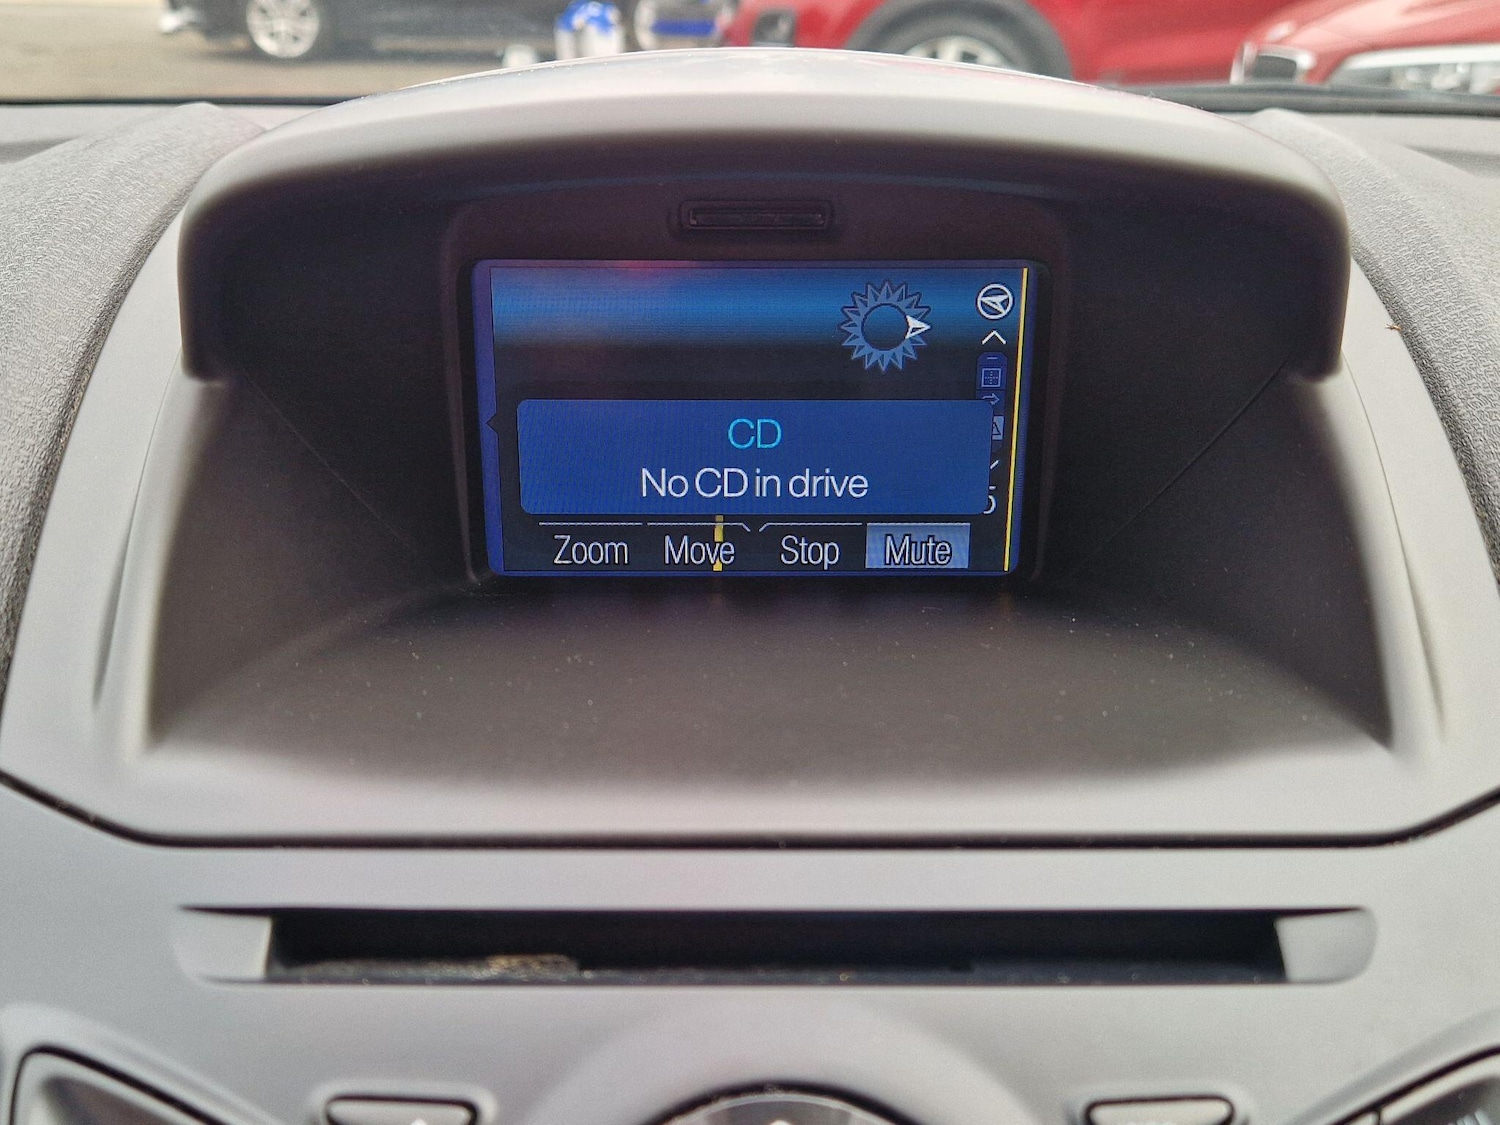 CD
No CD in drive
Zoom Move Stop Mute